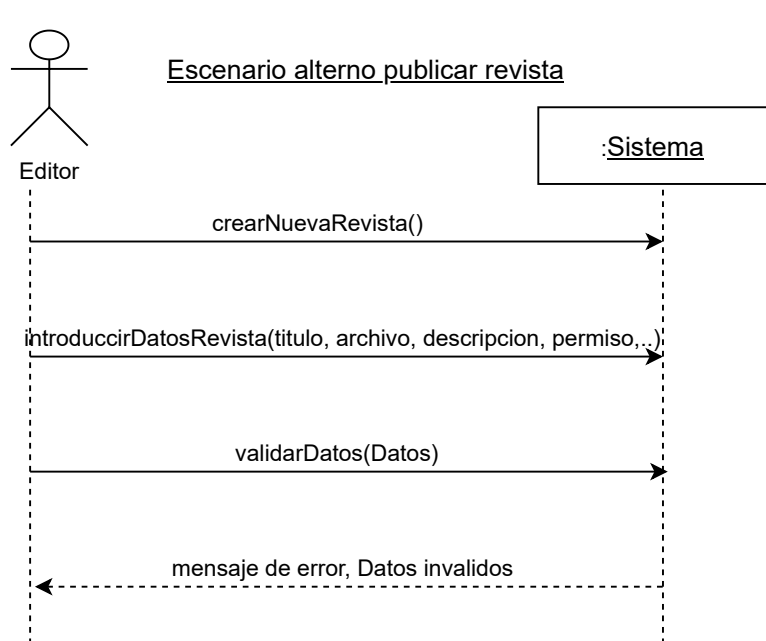 Escenario alterno publicar revista
:Sistema
Editor
crearNuevaRevista()
introduccirDatosRevista(titulo, archivo, descripcion, permiso,..)
validarDatos(Datos)
mensaje de error, Datos invalidos